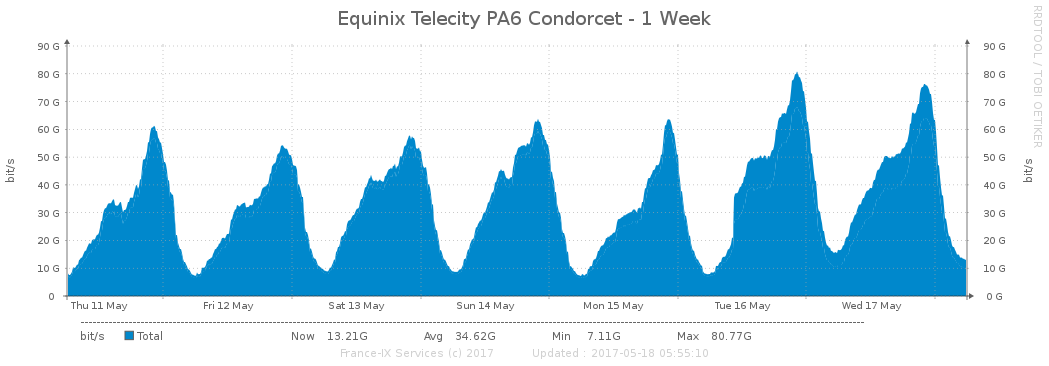 Equinix Telecity PA6 Condorcet - 1 Week
RRDTOOL / TOBI OETIKER
bit/s
90 G 90 G
80 G 80 G
70 G 70 G
60 G 60 G
50 G 50 G
40 G 40 G
30 G 30 G
20 G 20 G
10 G 10 G
0 0 G
bit/s
Thu 11 May Fri 12 May Sat 13 May Sun 14 May Mon 15 May Tue 16 May Wed 17 May
bit/s Total Now 13.21G Avg 34.62G Min 7.11G Max 80.77G
France-IX Services (c) 2017 Updated : 2017-05-18 05:55:10